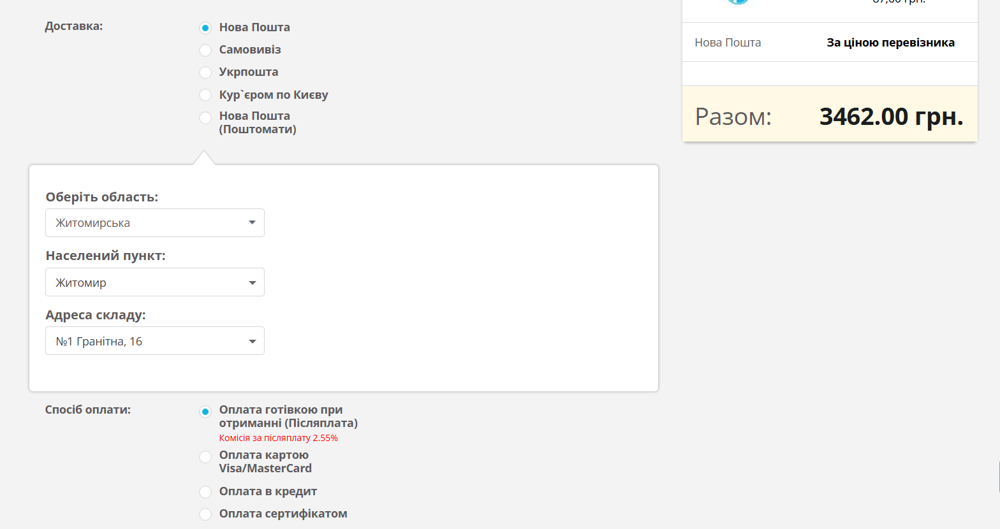 Доставка:
Нова Пошта
Самовивіз
Укрпошта
Кур`єром по Києву
Нова Пошта
(Поштомати)
Оберіть область:
Житомирська
Населений пункт:
Житомир
Адреса складу:
№1 Гранітна, 16
Спосіб оплати:
Оплата готівкою при
отриманні (Післяплата)
Комісія за післяплату 2.55%
Оплата картою
Visa/MasterCard
Оплата в кредит
Оплата сертифікатом
Нова Пошта За ціною перевізника
Разом: 3462.00 грн.